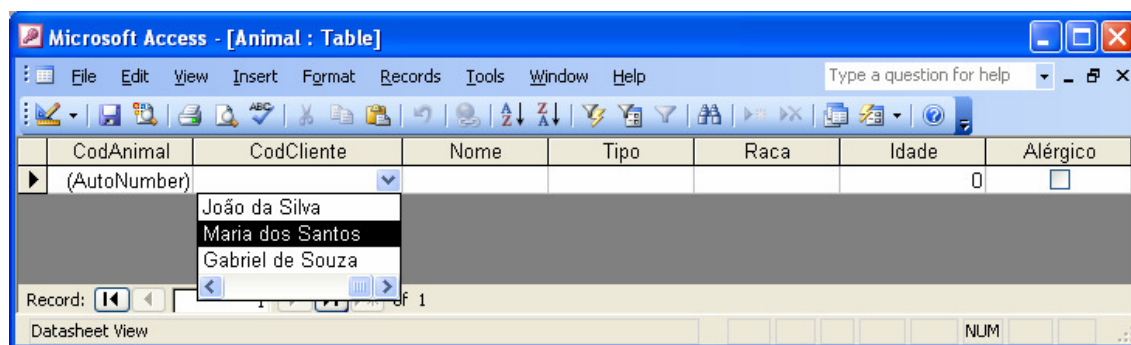 Microsoft Access - [Animal : Table]
File Edit View Insert Format Records Tools Window Help Type a question for help
ABC A Z Z A
CodAnimal CodCliente Nome Tipo Raca Idade Alérgico
(AutoNumber) 0
João da Silva
Maria dos Santos
Gabriel de Souza
Record: 1 of 1
Datasheet View NUM